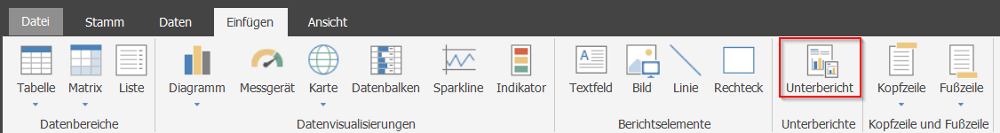 Datei Stamm Daten Einfügen Ansicht
Tabelle Matrix Liste Diagramm Messgerät Karte Datenbalken Sparkline Indikator Textfeld Bild Linie Rechteck Unterbericht Kopfzeile Fußzeile
Datenbereiche Datenvisualisierungen Berichtselemente Unterberichte Kopfzeile und Fußzeile